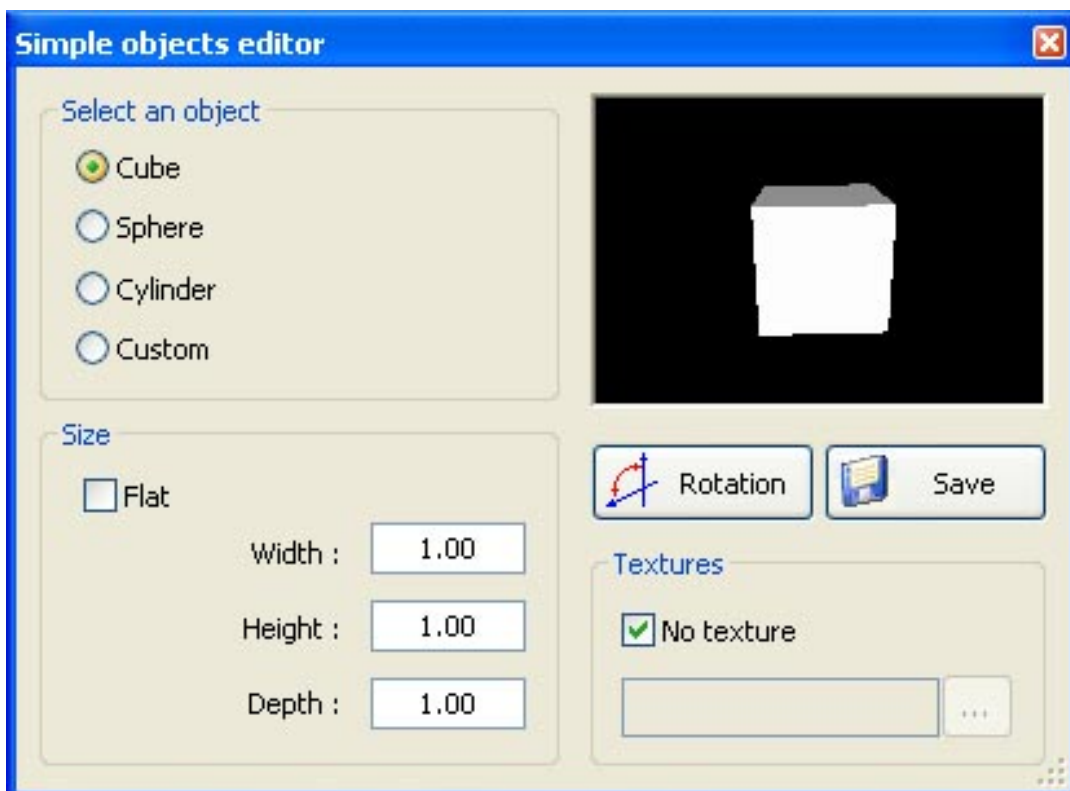 Simple objects editor
Select an object
Cube
Sphere
Cylinder
Custom
Size
Flat
Width : 1.00
Height : 1.00
Depth : 1.00
Rotation
Save
Textures
No texture
...